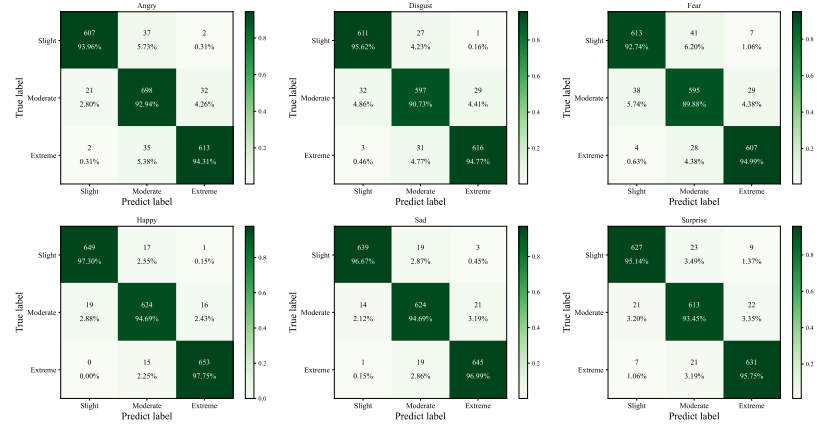 Angry
Slight
607 37 2
93.96% 5.73% 0.31%
Moderate
21 698 32
2.80% 92.94% 4.26%
Extreme
2 35 613
0.31% 5.38% 94.31%
Slight Moderate Extreme
Predict label
True label
0.8
0.6
0.4
0.2
Disgust
Slight
611 27 1
95.62% 4.23% 0.16%
Moderate
32 597 29
4.86% 90.73% 4.41%
Extreme
3 31 616
0.46% 4.77% 94.77%
Slight Moderate Extreme
Predict label
True label
0.8
0.6
0.4
0.2
Fear
Slight
613 41 7
92.74% 6.20% 1.06%
Moderate
38 595 29
5.74% 89.88% 4.38%
Extreme
4 28 607
0.63% 4.38% 94.99%
Slight Moderate Extreme
Predict label
True label
0.8
0.6
0.4
0.2
Happy
Slight
649 17 1
97.30% 2.55% 0.15%
Moderate
19 624 16
2.88% 94.69% 2.43%
Extreme
0 15 653
0.00% 2.25% 97.75%
Slight Moderate Extreme
Predict label
True label
0.8
0.6
0.4
0.2
0.0
Sad
Slight
639 19 3
96.67% 2.87% 0.45%
Moderate
14 624 21
2.12% 94.69% 3.19%
Extreme
1 19 645
0.15% 2.86% 96.99%
Slight Moderate Extreme
Predict label
True label
0.8
0.6
0.4
0.2
Surprise
Slight
627 23 9
95.14% 3.49% 1.37%
Moderate
21 613 22
3.20% 93.45% 3.35%
Extreme
7 21 631
1.06% 3.19% 95.75%
Slight Moderate Extreme
Predict label
True label
0.8
0.6
0.4
0.2